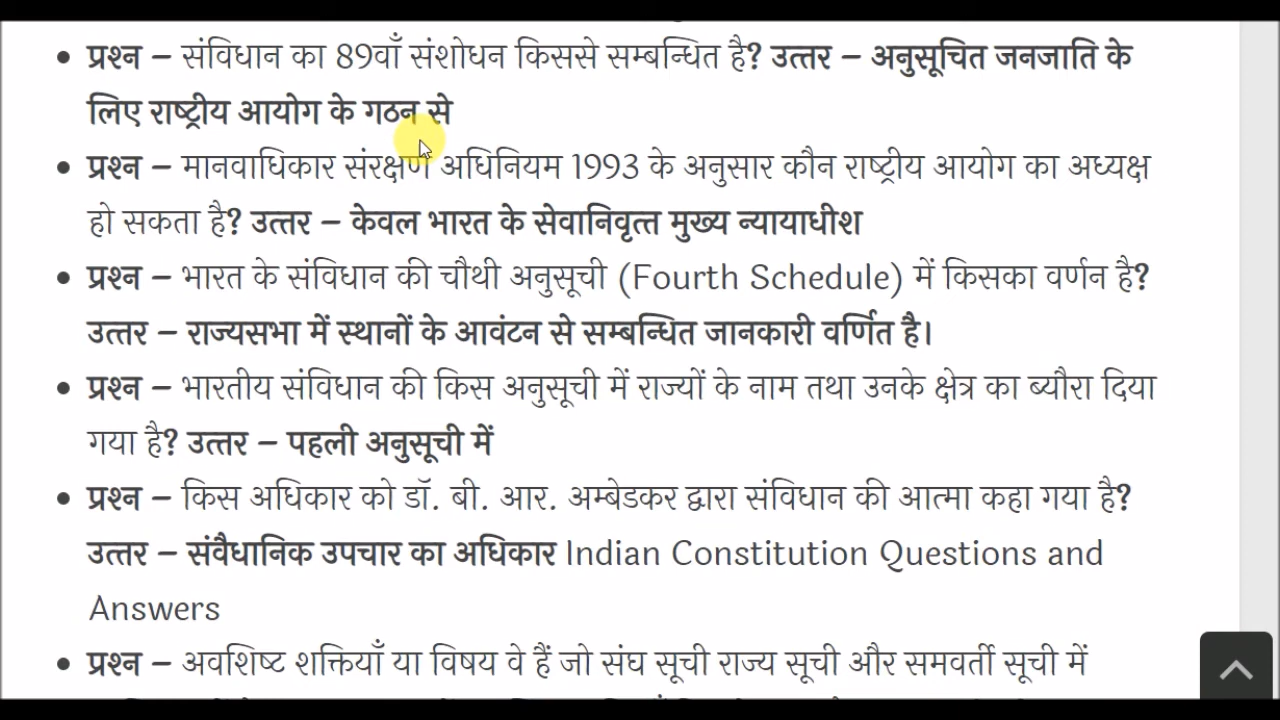 • प्रश्न – संविधान का 89वाँ संशोधन किससे सम्बन्धित है? उत्तर – अनुसूचित जनजाति के
लिए राष्ट्रीय आयोग के गठन से
• प्रश्न – मानवाधिकार संरक्षण अधिनियम 1993 के अनुसार कौन राष्ट्रीय आयोग का अध्यक्ष
हो सकता है? उत्तर – केवल भारत के सेवानिवृत्त मुख्य न्यायाधीश
• प्रश्न – भारत के संविधान की चौथी अनुसूची (Fourth Schedule) में किसका वर्णन है?
उत्तर – राज्यसभा में स्थानों के आवंटन से सम्बन्धित जानकारी वर्णित है।
• प्रश्न – भारतीय संविधान की किस अनुसूची में राज्यों के नाम तथा उनके क्षेत्र का ब्यौरा दिया
गया है? उत्तर – पहली अनुसूची में
• प्रश्न – किस अधिकार को डॉ. बी. आर. अम्बेडकर द्वारा संविधान की आत्मा कहा गया है?
उत्तर – संवैधानिक उपचार का अधिकार Indian Constitution Questions and
Answers
• प्रश्न – अवशिष्ट शक्तियाँ या विषय वे हैं जो संघ सूची राज्य सूची और समवर्ती सूची में